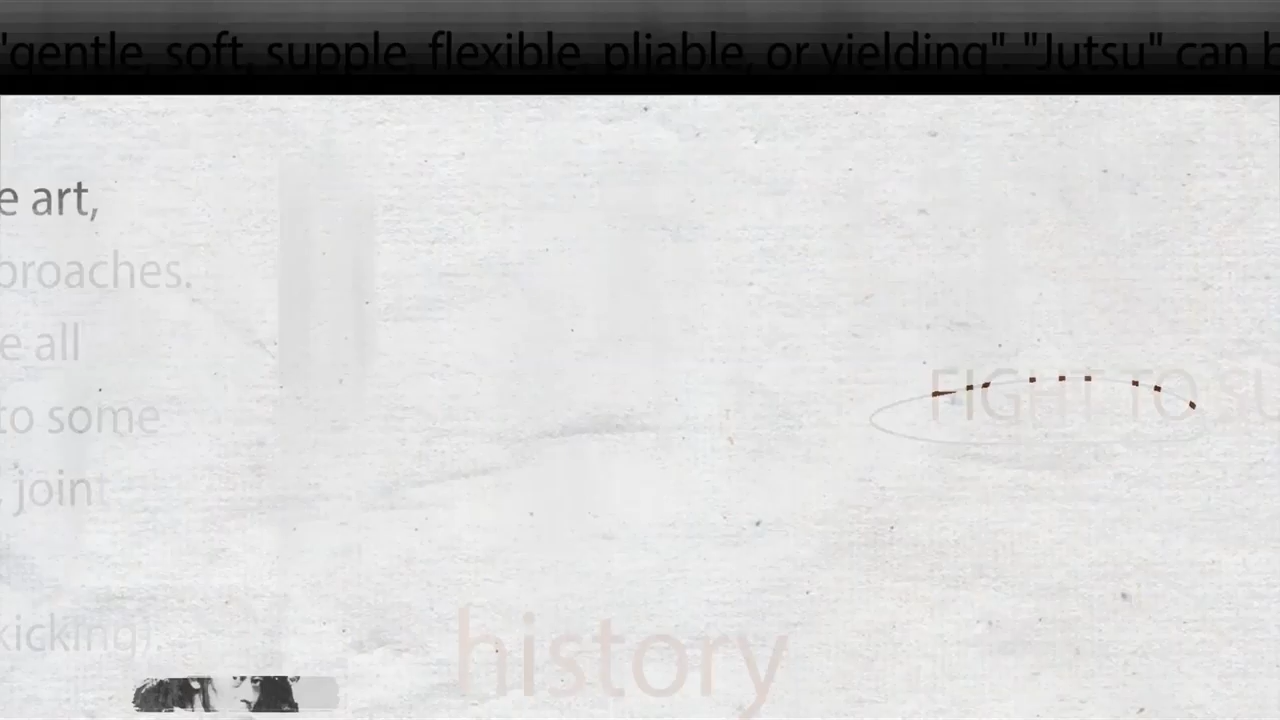 "gentle, soft, supple, flexible, pliable, or yielding". "Jutsu" can b
e art,
proaches.
e all
to some
, joint
kicking).
FIGHT TO SU
history